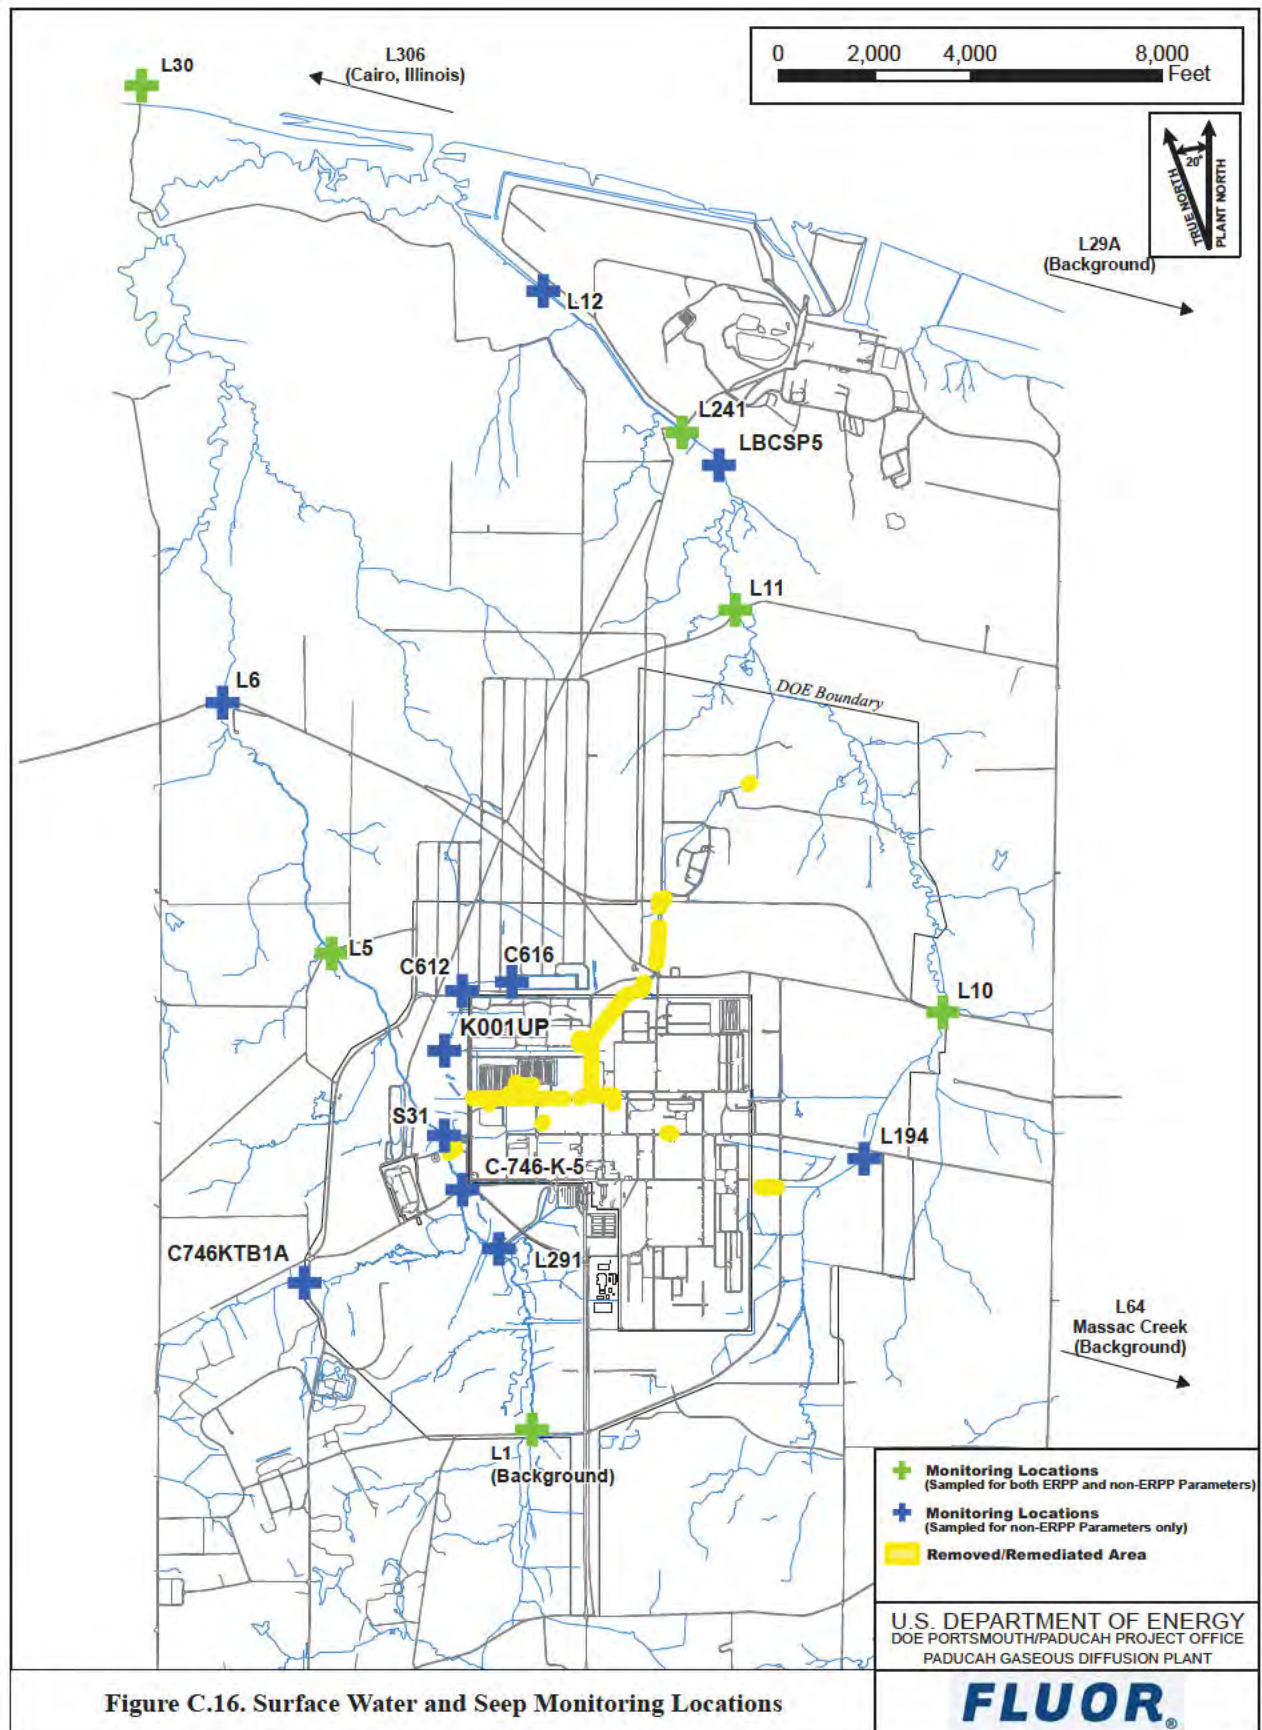 L30
L306
(Cairo, Illinois)
0 2,000 4,000 8,000
Feet
20°
TRUE NORTH
PLANT NORTH
L29A
(Background)
L12
L241
LBCSP5
L11
L6
DOE Boundary
L5
C612
C616
L10
K001UP
S31
L194
C-746-K-5
C746KTB1A
L291
L64
Massac Creek
(Background)
L1
(Background)
Monitoring Locations
(Sampled for both ERPP and non-ERPP Parameters)
Monitoring Locations
(Sampled for non-ERPP Parameters only)
Removed/Remediated Area
U.S. DEPARTMENT OF ENERGY
DOE PORTSMOUTH/PADUCAH PROJECT OFFICE
PADUCAH GASEOUS DIFFUSION PLANT
Figure C.16. Surface Water and Seep Monitoring Locations
FLUOR®